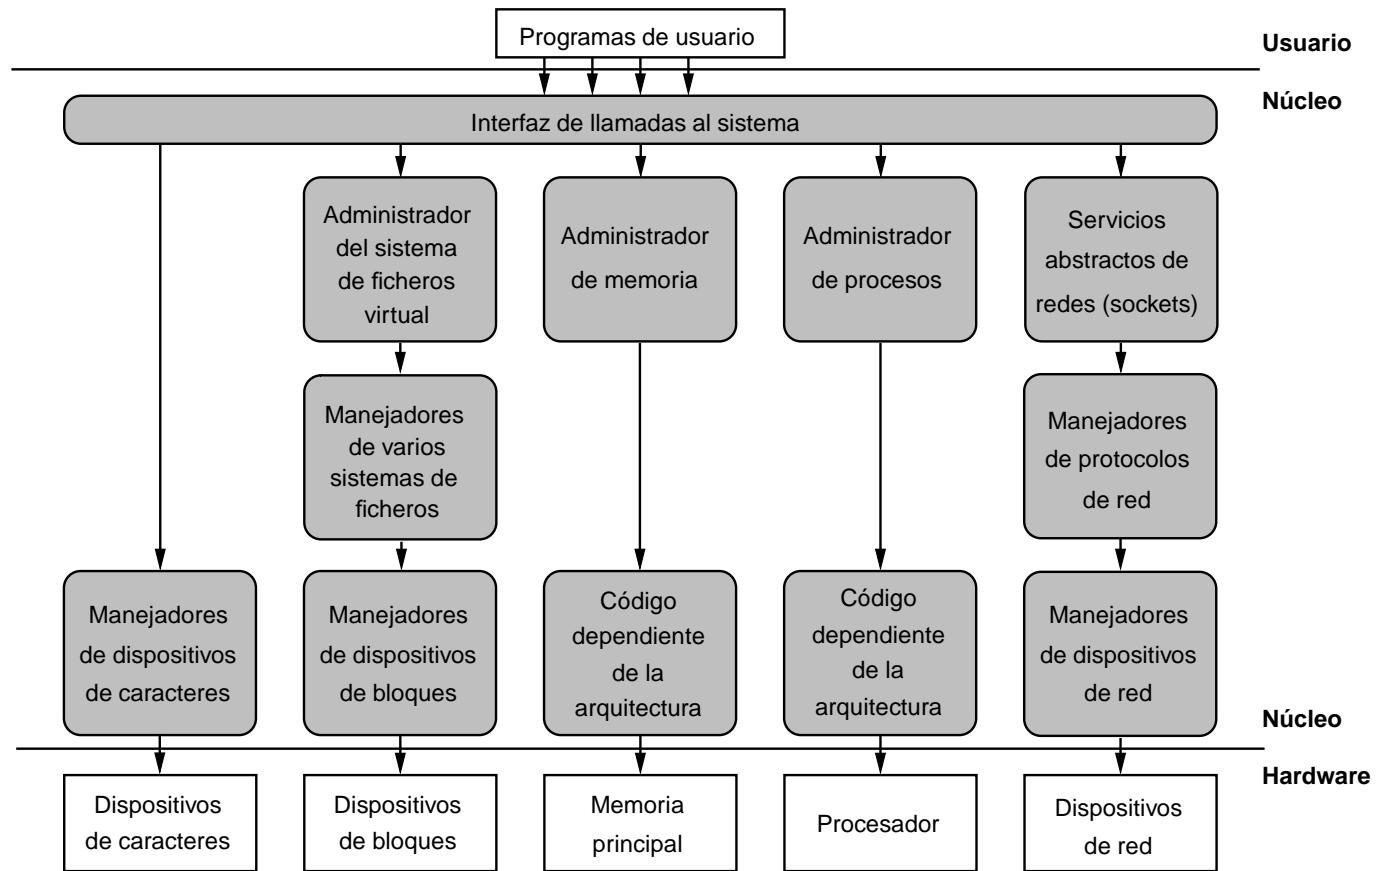 Programas de usuario
Usuario
Núcleo
Interfaz de llamadas al sistema
Administrador
del sistema
de ficheros
virtual
Administrador
de memoria
Administrador
de procesos
Servicios
abstractos de
redes (sockets)
Manejadores
de varios
sistemas de
ficheros
Manejadores
de protocolos
de red
Manejadores
de dispositivos
de caracteres
Manejadores
de dispositivos
de bloques
Código
dependiente
de la
arquitectura
Código
dependiente
de la
arquitectura
Manejadores
de dispositivos
de red
Núcleo
Hardware
Dispositivos
de caracteres
Dispositivos
de bloques
Memoria
principal
Procesador
Dispositivos
de red